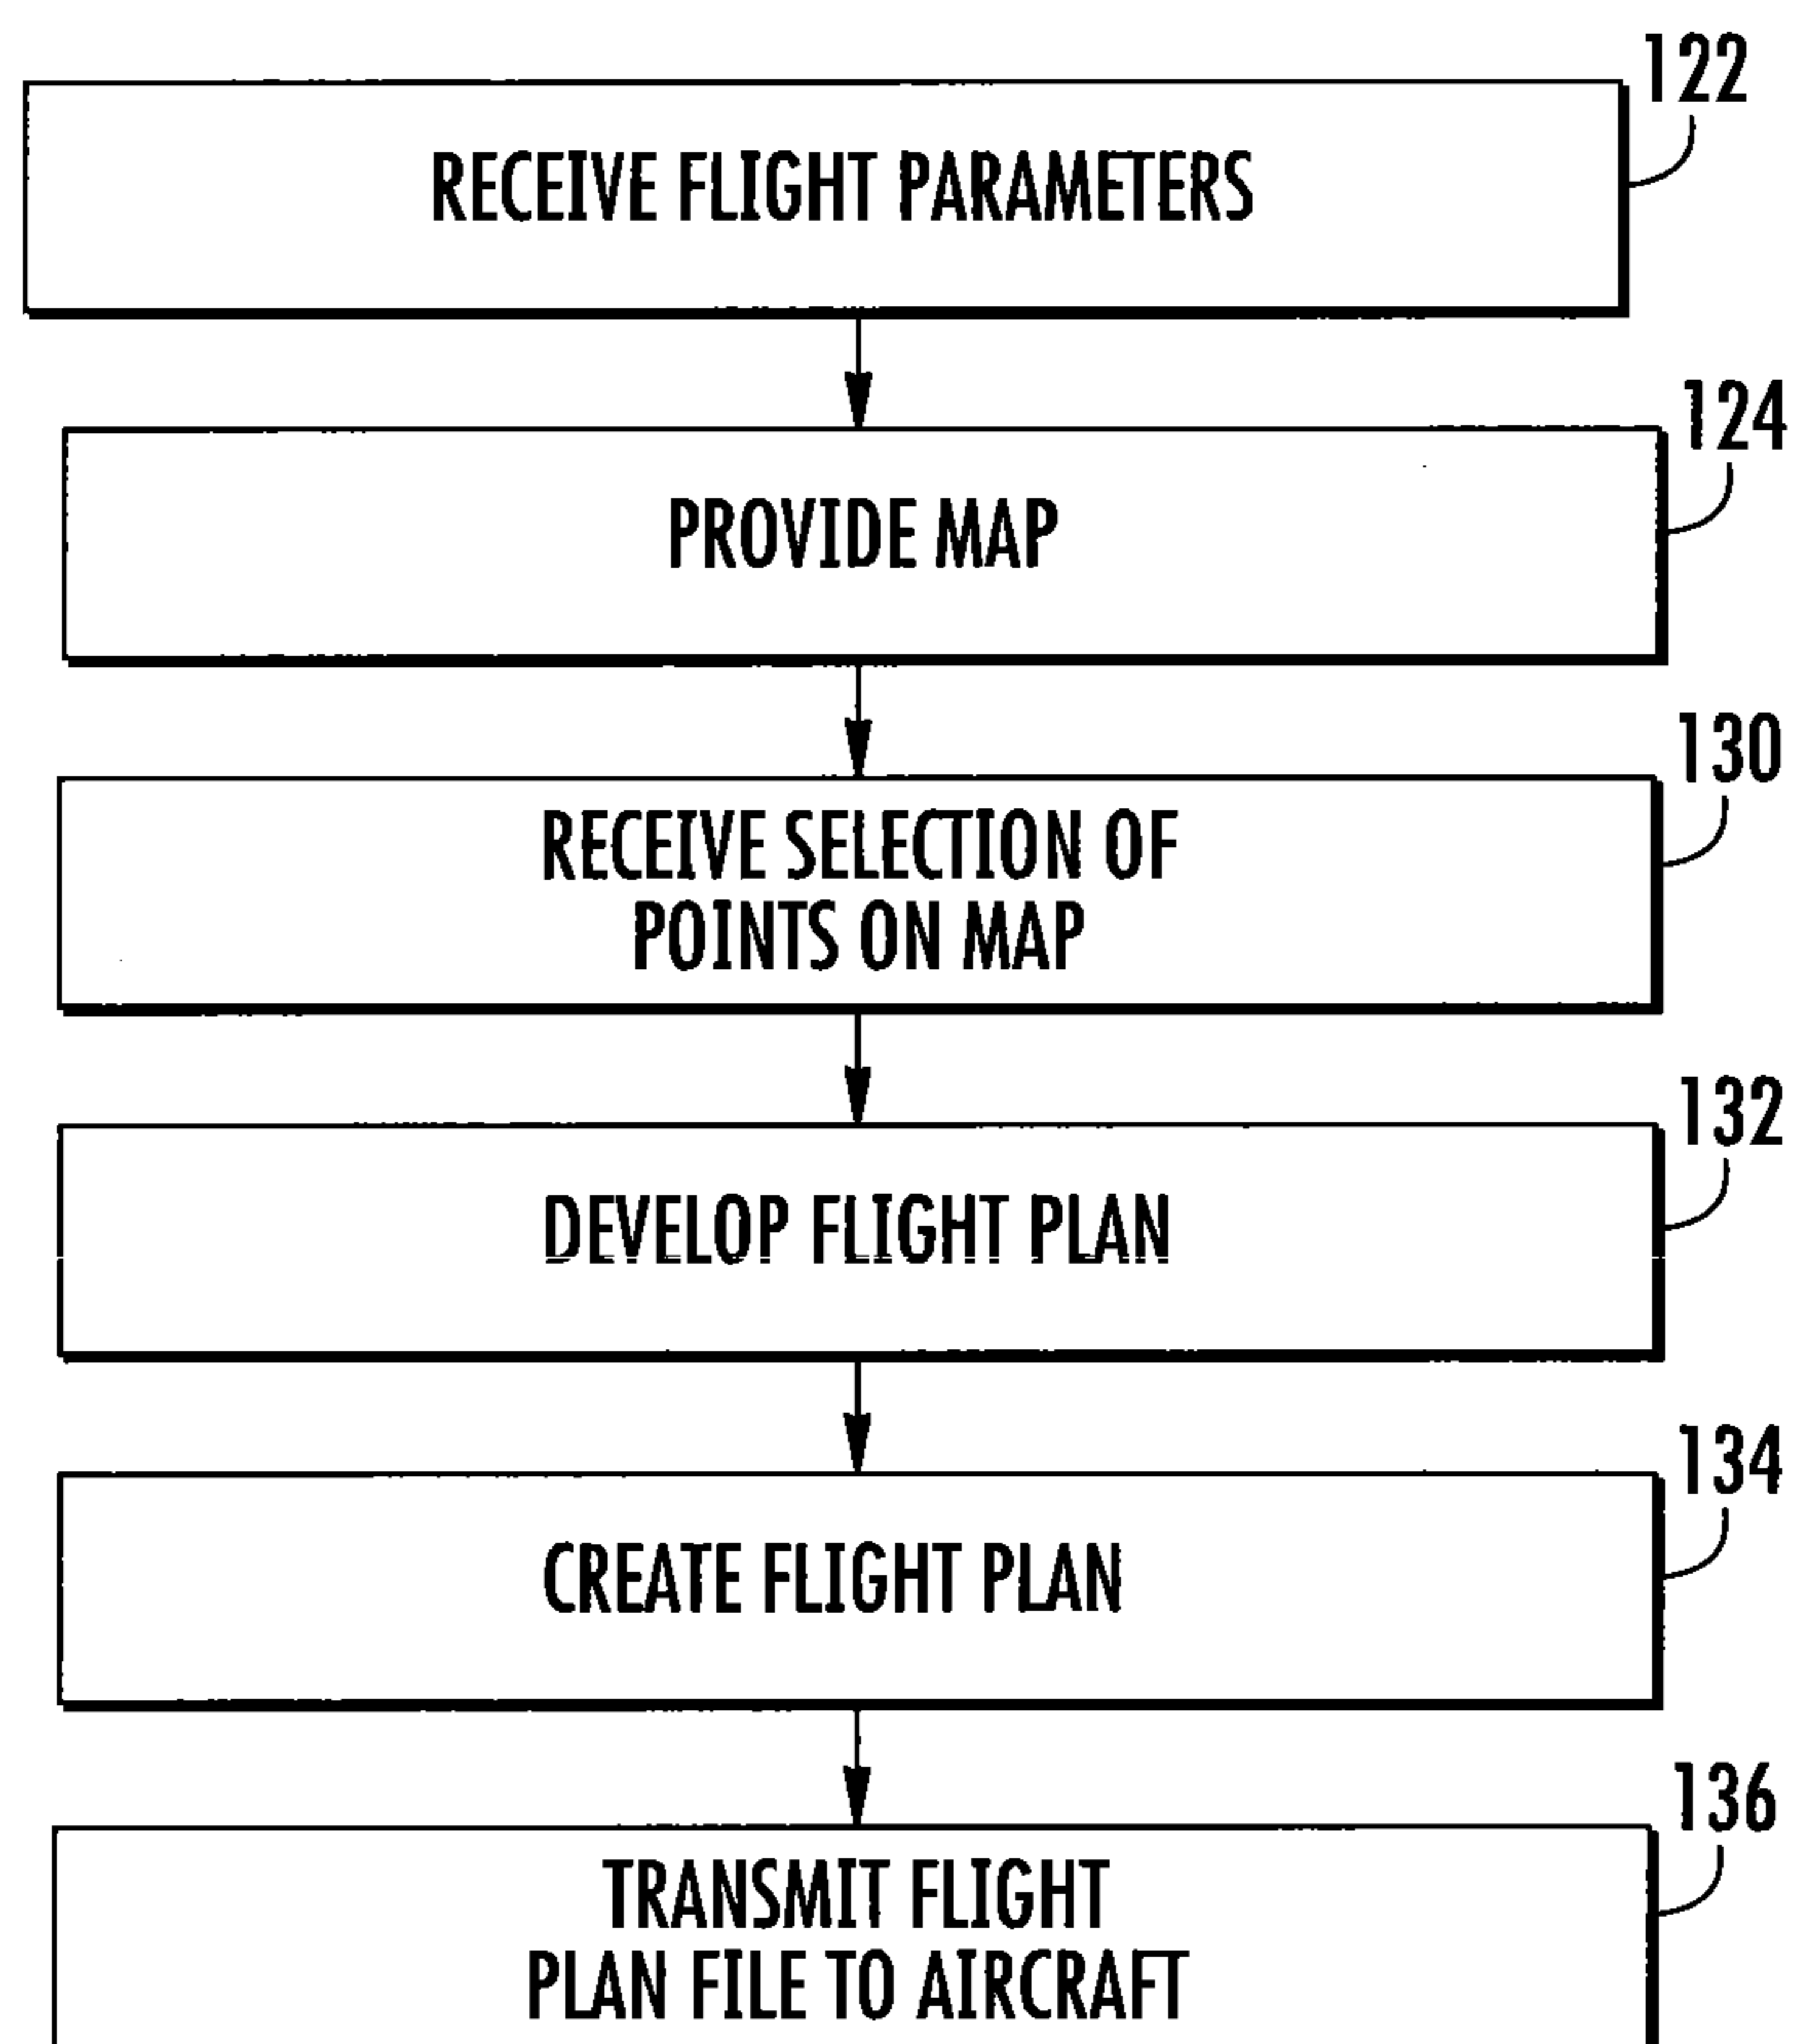 122
RECEIVE FLIGHT PARAMETERS
124
PROVIDE MAP
130
RECEIVE SELECTION OF
POINTS ON MAP
132
DEVELOP FLIGHT PLAN
134
CREATE FLIGHT PLAN
136
TRANSMIT FLIGHT
PLAN FILE TO AIRCRAFT